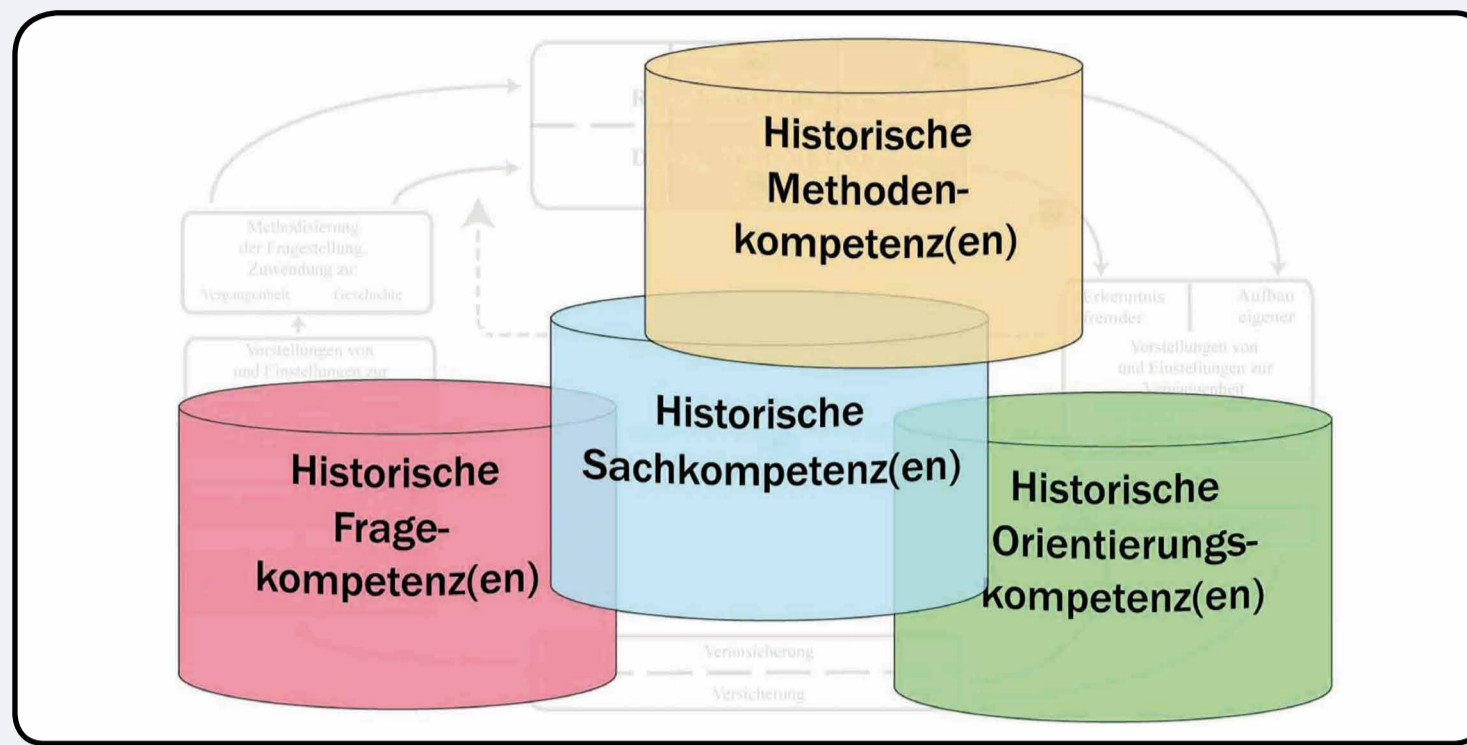 Historische
Methoden-
kompetenz(en)
Methodisierung
der Fragestellung,
Zuwendung zu:
Vergangenheit Geschichte
Erkenntnis
fremder
Aufbau
eigener
Vorstellungen von
und Einstellungen zur
Vorstellungen von
und Einstellungen zur
Vergangenheit
Historische
Sachkompetenz(en)
Historische
Frage-
kompetenz(en)
Historische
Orientierungs-
kompetenz(en)
Verunsicherung
Versicherung